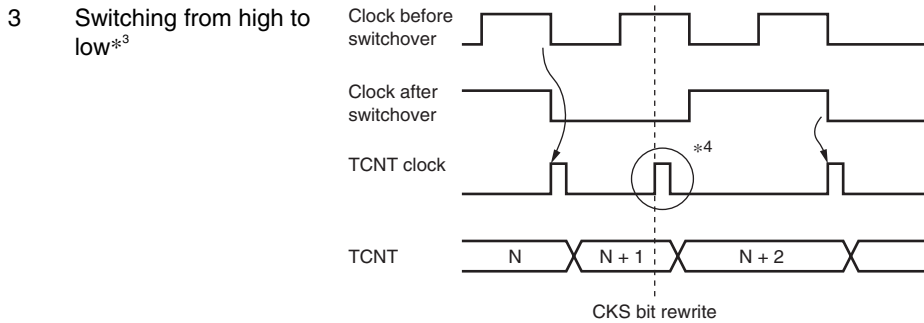 3 Switching from high to
low*3
Clock before
switchover
Clock after
switchover
TCNT clock
*4
TCNT
N
N + 1
N + 2
CKS bit rewrite